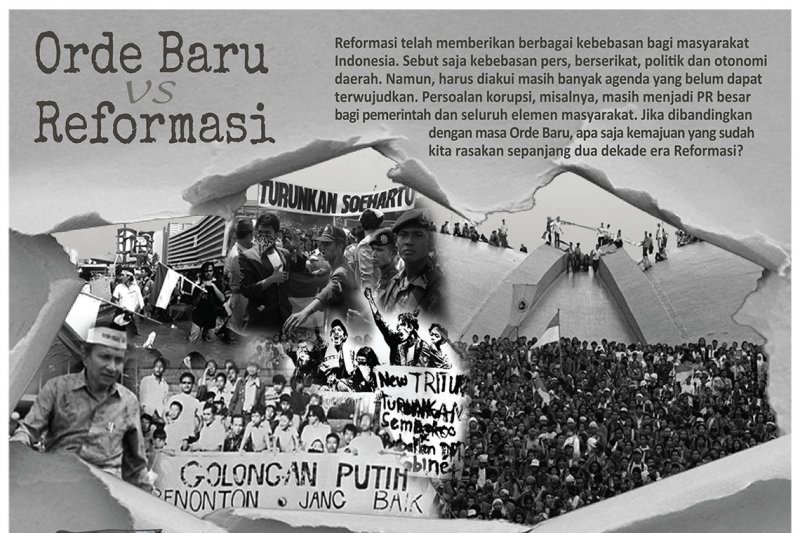 Orde Baru
VS
Reformasi
Reformasi telah memberikan berbagai kebebasan bagi masyarakat
Indonesia. Sebut saja kebebasan pers, berserikat, politik dan otonomi
daerah. Namun, harus diakui masih banyak agenda yang belum dapat
terwujudkan. Persoalan korupsi, misalnya, masih menjadi PR besar
bagi pemerintah dan seluruh elemen masyarakat. Jika dibandingkan
dengan masa Orde Baru, apa saja kemajuan yang sudah
kita rasakan sepanjang dua dekade era Reformasi?
TURUNKAN SOEHARTO
New TRITURA
TURUNKAN
GOLONGAN PUTIH
PENONTON • JANG BAIK